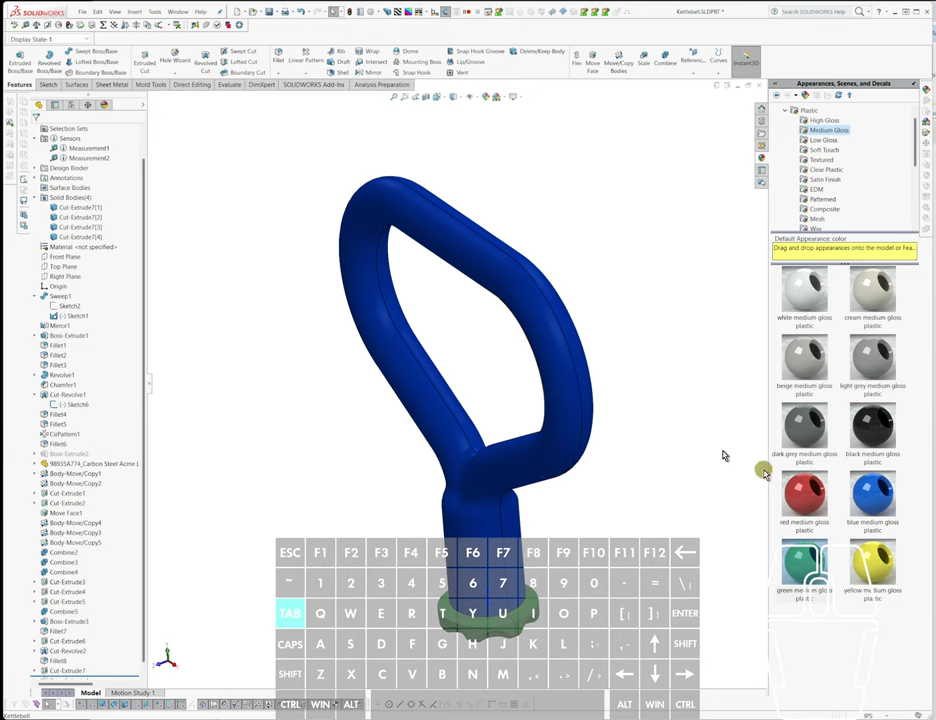 SOLIDWORKS File Edit View Insert Tools Window Help Kettlebell.SLDPRT * Search SOLIDWORKS Help
Display State-1
Extruded Boss/Base Revolved Boss/Base Swept Boss/Base Lofted Boss/Base Boundary Boss/Base Extruded Cut Hole Wizard Revolved Cut Swept Cut Lofted Cut Boundary Cut Fillet Linear Pattern Rib Draft Shell Wrap Intersect Mirror Dome Mounting Boss Snap Hook Snap Hook Groove Lip/Groove Vent Delete/Keep Body Flex Move Face Move/Copy Bodies Scale Combine Referenc... Curves Instant3D
Features Sketch Surfaces Sheet Metal Mold Tools Direct Editing Evaluate DimXpert SOLIDWORKS Add-Ins Analysis Preparation
Selection Sets
Sensors
Measurement1
Measurement2
Design Binder
Annotations
Surface Bodies
Solid Bodies(4)
Cut-Extrude7[1]
Cut-Extrude7[2]
Cut-Extrude7[3]
Cut-Extrude7[4]
Material <not specified>
Front Plane
Top Plane
Right Plane
Origin
Sweep1
Sketch2
(-) Sketch1
Mirror1
Boss-Extrude1
Fillet1
Fillet2
Fillet3
Revolve1
Chamfer1
Cut-Revolve1
(-) Sketch6
Fillet4
Fillet5
CirPattern1
Fillet6
Boss-Extrude2
98935A774_Carbon Steel Acme L
Body-Move/Copy1
Body-Move/Copy2
Cut-Extrude1
Cut-Extrude2
Move Face1
Body-Move/Copy4
Body-Move/Copy3
Body-Move/Copy5
Combine2
Combine3
Combine4
Cut-Extrude3
Cut-Extrude4
Cut-Extrude5
Combine5
Boss-Extrude3
Fillet7
Cut-Extrude6
Cut-Revolve2
Fillet8
Cut-Extrude7
Model Motion Study 1
Kettlebell
Appearances, Scenes, and Decals
Plastic
High Gloss
Medium Gloss
Low Gloss
Soft Touch
Textured
Clear Plastic
Satin Finish
EDM
Patterned
Composite
Mesh
Wax
Default Appearance: color
Drag and drop appearances onto the model or Fea...
white medium gloss plastic
cream medium gloss plastic
beige medium gloss plastic
light grey medium gloss plastic
dark grey medium gloss plastic
black medium gloss plastic
red medium gloss plastic
blue medium gloss plastic
green medium gloss plastic
yellow medium gloss plastic
ESC F1 F2 F3 F4 F5 F6 F7 F8 F9 F10 F11 F12 ←
~ 1 2 3 4 5 6 7 8 9 0 - = \|
TAB Q W E R T Y U I O P [{ ]} ENTER
CAPS A S D F G H J K L ;: '" ↑ SHIFT
SHIFT Z X C V B N M ,< .> /? ← ↓ →
CTRL WIN ALT ALT WIN CTRL